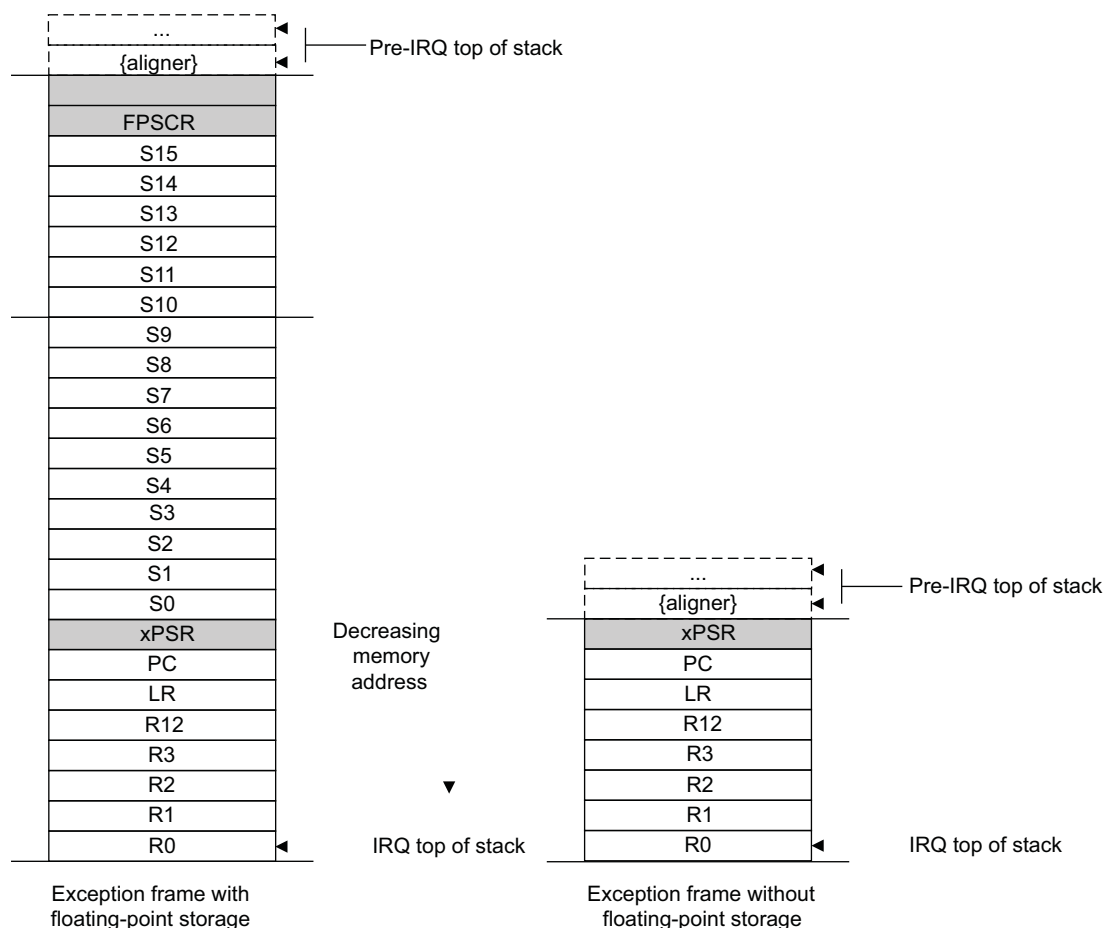 ...
Pre-IRQ top of stack
{aligner}
FPSCR
S15
S14
S13
S12
S11
S10
S9
S8
S7
S6
S5
S4
S3
S2
S1
S0
xPSR
PC
LR
R12
R3
R2
R1
R0
IRQ top of stack
Exception frame with
floating-point storage
Decreasing
memory
address
...
Pre-IRQ top of stack
{aligner}
xPSR
PC
LR
R12
R3
R2
R1
R0
IRQ top of stack
Exception frame without
floating-point storage